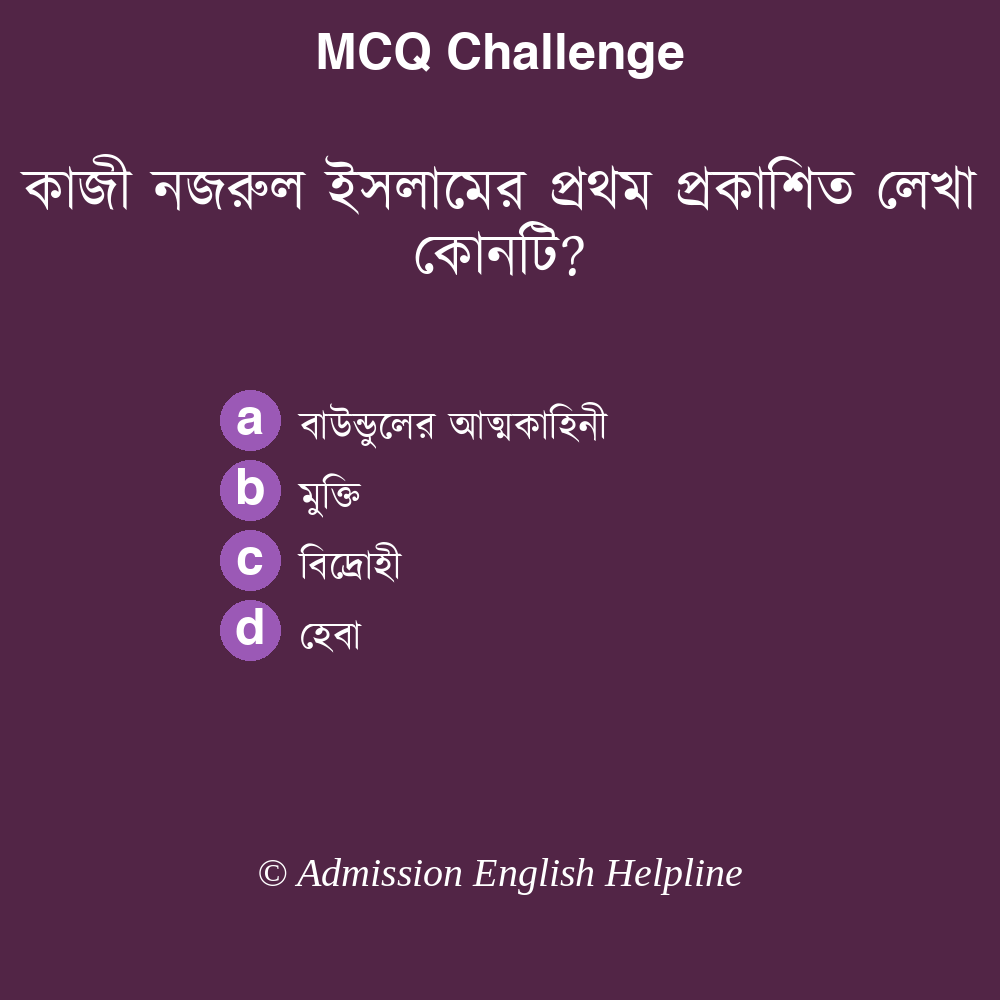 MCQ Challenge
কাজী নজরুল ইসলামের প্রথম প্রকাশিত লেখা
কোনটি?
a বাউন্ডুলের আত্মকাহিনী
b মুক্তি
c বিদ্রোহী
d হেবা
© Admission English Helpline